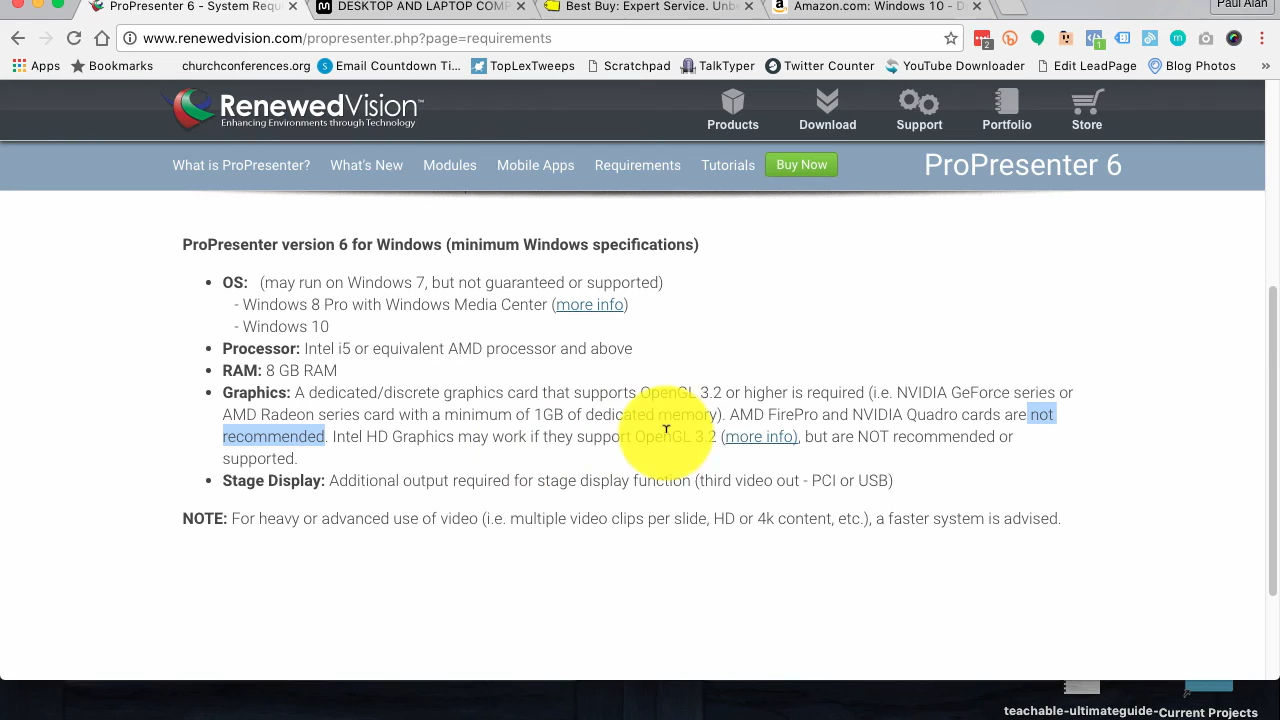 ProPresenter 6 - System Requ
DESKTOP AND LAPTOP COMP
Best Buy: Expert Service. Unbe
Amazon.com: Windows 10 - D
Paul Alan
www.renewedvision.com/propresenter.php?page=requirements
Apps
Bookmarks
churchconferences.org
Email Countdown Ti...
TopLexTweeps
Scratchpad
TalkTyper
Twitter Counter
YouTube Downloader
Edit LeadPage
Blog Photos
»
RenewedVision™
Enhancing Environments through Technology
Products
Download
Support
Portfolio
Store
What is ProPresenter?
What's New
Modules
Mobile Apps
Requirements
Tutorials
Buy Now
ProPresenter 6
ProPresenter version 6 for Windows (minimum Windows specifications)
• OS: (may run on Windows 7, but not guaranteed or supported)
- Windows 8 Pro with Windows Media Center (more info)
- Windows 10
• Processor: Intel i5 or equivalent AMD processor and above
• RAM: 8 GB RAM
• Graphics: A dedicated/discrete graphics card that supports OpenGL 3.2 or higher is required (i.e. NVIDIA GeForce series or
AMD Radeon series card with a minimum of 1GB of dedicated memory). AMD FirePro and NVIDIA Quadro cards are not
recommended. Intel HD Graphics may work if they support OpenGL 3.2 (more info), but are NOT recommended or
supported.
• Stage Display: Additional output required for stage display function (third video out - PCI or USB)
NOTE: For heavy or advanced use of video (i.e. multiple video clips per slide, HD or 4k content, etc.), a faster system is advised.
teachable-ultimateguide-
Current Projects